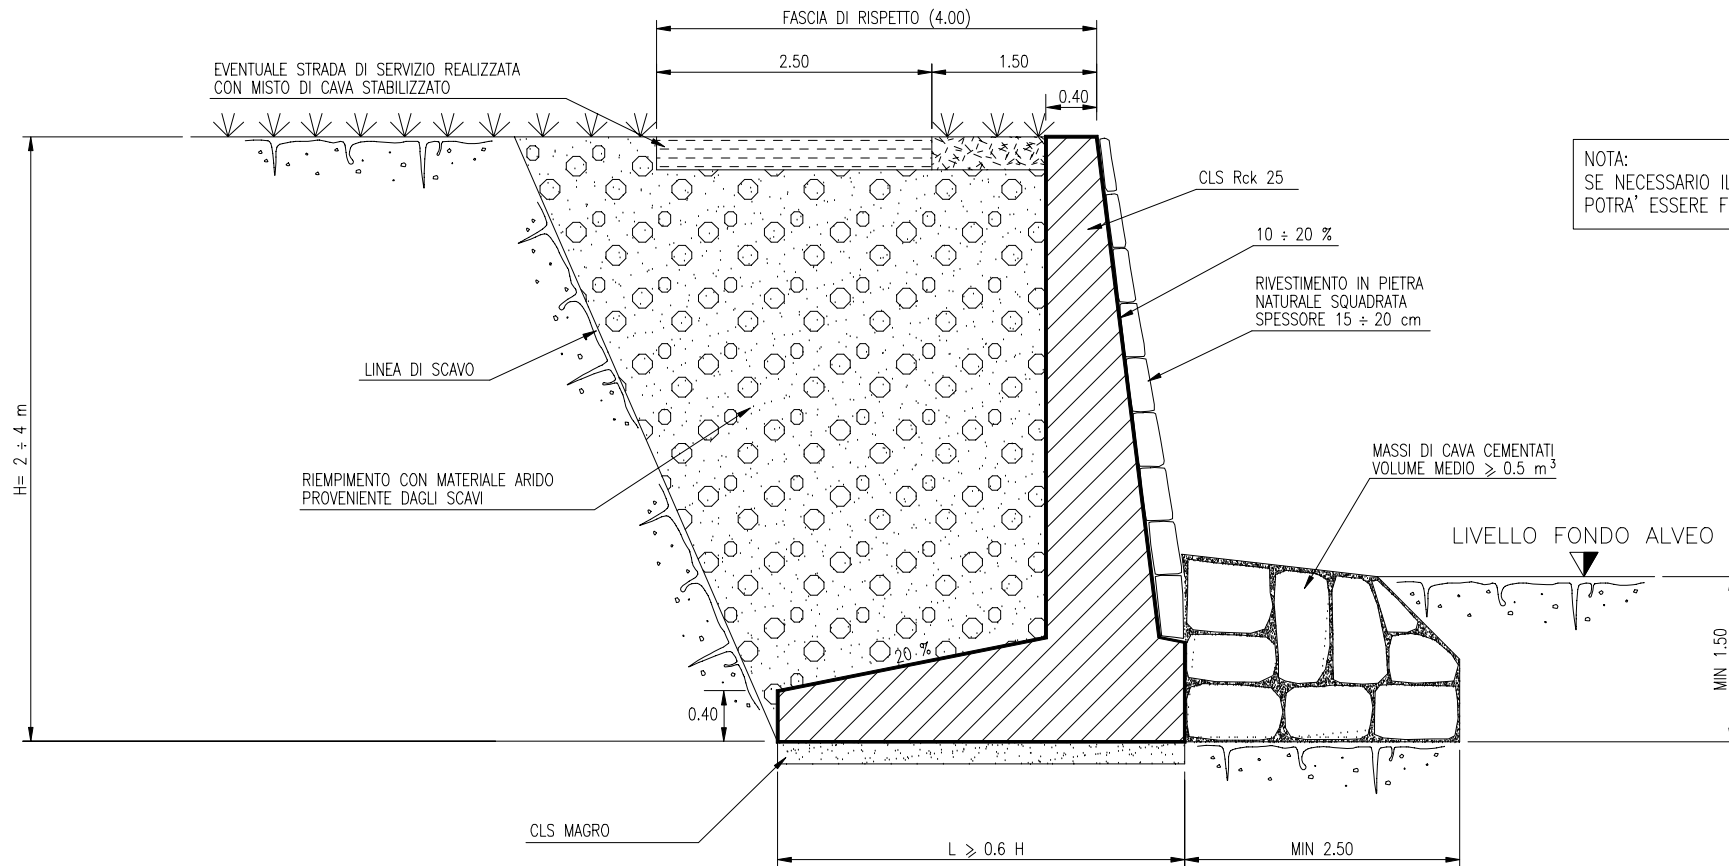 FASCIA DI RISPETTO (4.00)
2.50
1.50
0.40
EVENTUALE STRADA DI SERVIZIO REALIZZATA
CON MISTO DI CAVA STABILIZZATO
NOTA:
SE NECESSARIO IL
POTRA' ESSERE F
CLS Rck 25
10 ÷ 20 %
RIVESTIMENTO IN PIETRA
NATURALE SQUADRATA
SPESSORE 15 ÷ 20 cm
LINEA DI SCAVO
H= 2 ÷ 4 m
RIEMPIMENTO CON MATERIALE ARIDO
PROVENIENTE DAGLI SCAVI
MASSI DI CAVA CEMENTATI
VOLUME MEDIO ⩾ 0.5 m³
LIVELLO FONDO ALVEO
20 %
0.40
MIN 1.50
CLS MAGRO
L ⩾ 0.6 H
MIN 2.50